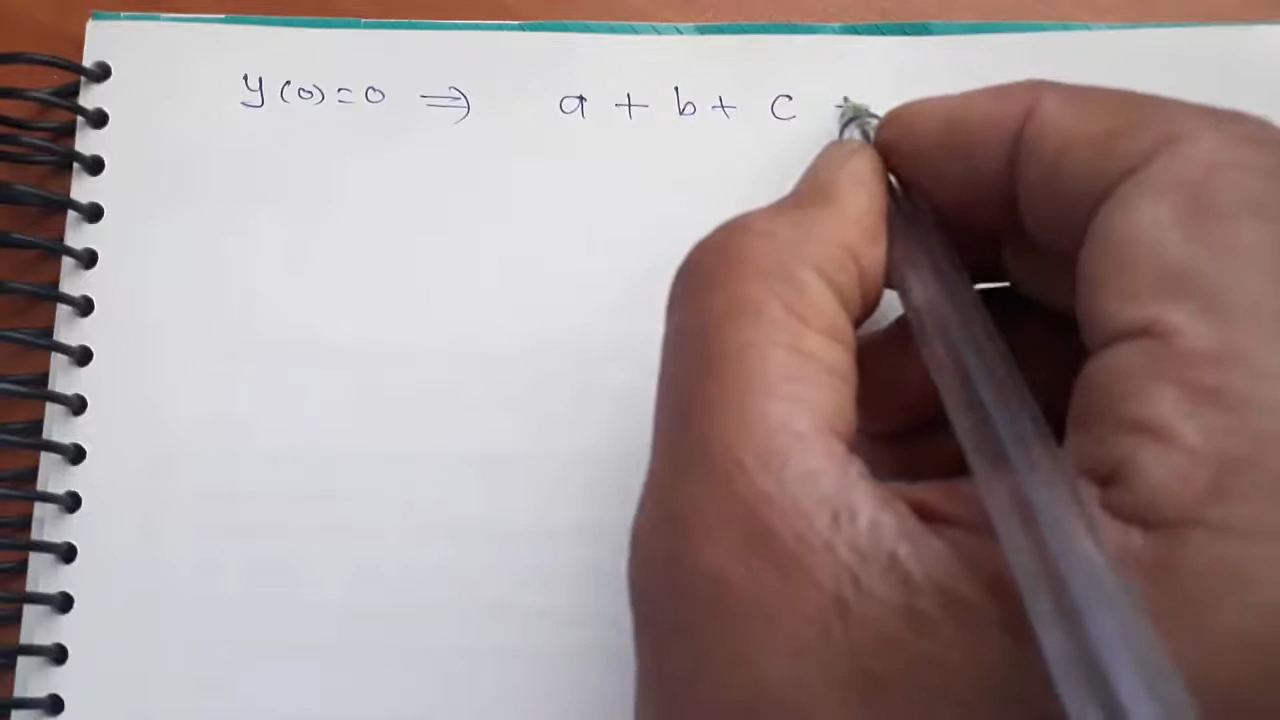 y(0)=0 ⇒ a + b + c